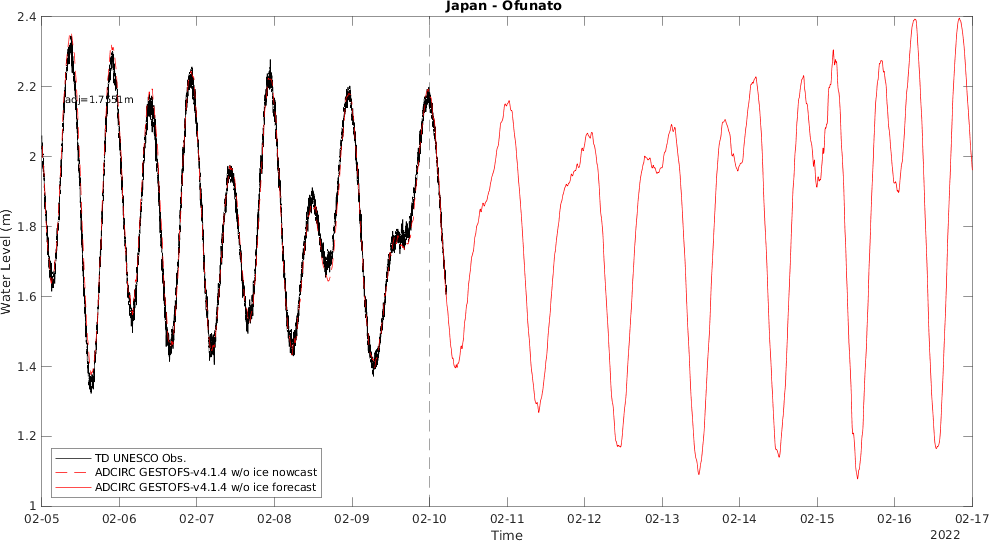 Japan - Ofunato
2.4
2.2
adj=1.7551m
2
1.8
Water Level (m)
1.6
1.4
1.2
1
TD UNESCO Obs.
ADCIRC GESTOFS-v4.1.4 w/o ice nowcast
ADCIRC GESTOFS-v4.1.4 w/o ice forecast
02-05 02-06 02-07 02-08 02-09 02-10 02-11 02-12 02-13 02-14 02-15 02-16 02-17
Time
2022